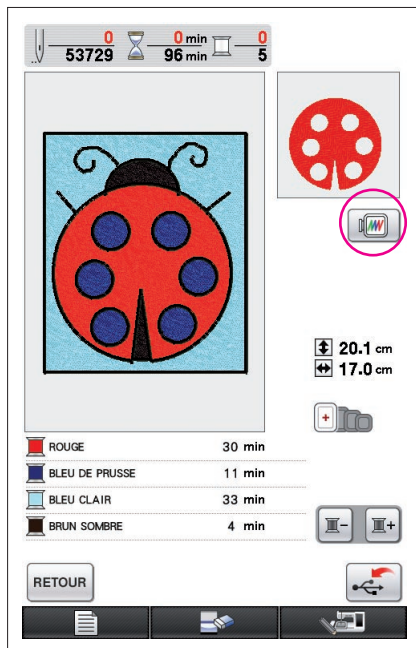 0 0 min 0
53729 96 min 5
20.1 cm
17.0 cm
ROUGE 30 min
BLEU DE PRUSSE 11 min
BLEU CLAIR 33 min
BRUN SOMBRE 4 min
RETOUR